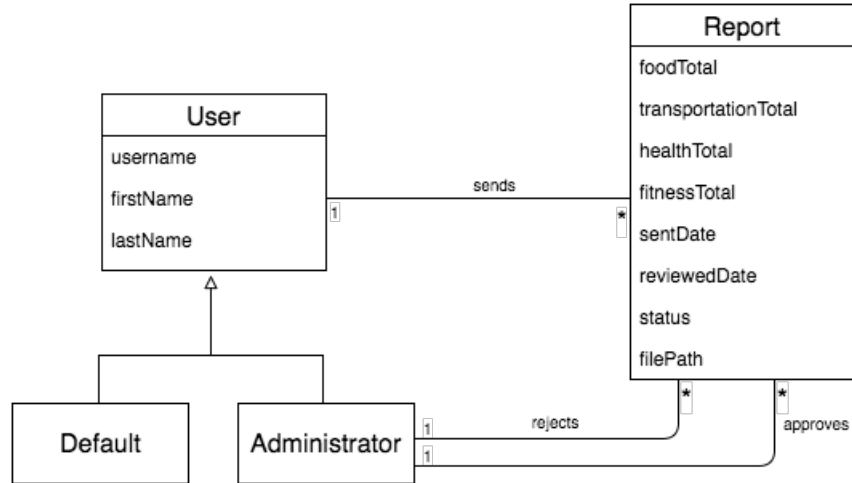 Report
foodTotal
transportationTotal
healthTotal
fitnessTotal
sentDate
reviewedDate
status
filePath
User
username
firstName
lastName
sends
1
*
Default
Administrator
1
rejects
*
1
approves
*